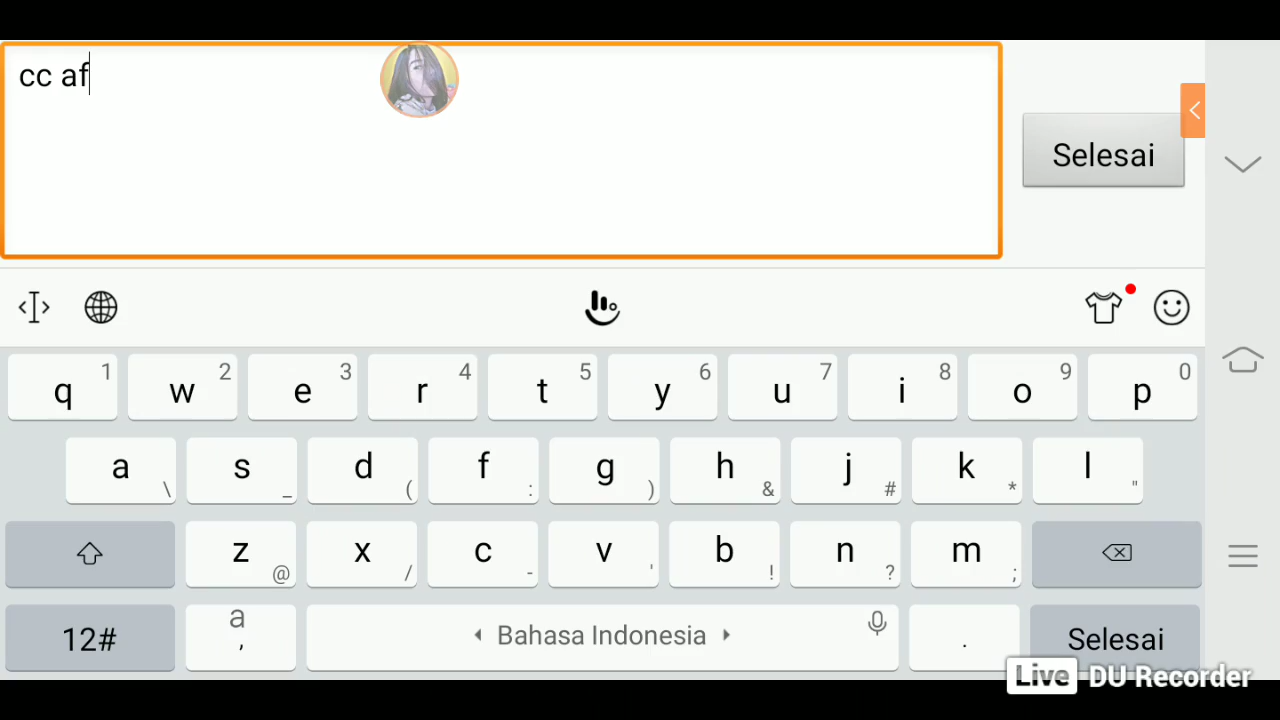 cc af
Selesai
q 1 w 2 e 3 r 4 t 5 y 6 u 7 i 8 o 9 p 0
a \ s _ d ( f : g ) h & j # k * l "
z @ x / c - v ' b ! n ? m ;
12# a , Bahasa Indonesia . Selesai
Live DU Recorder